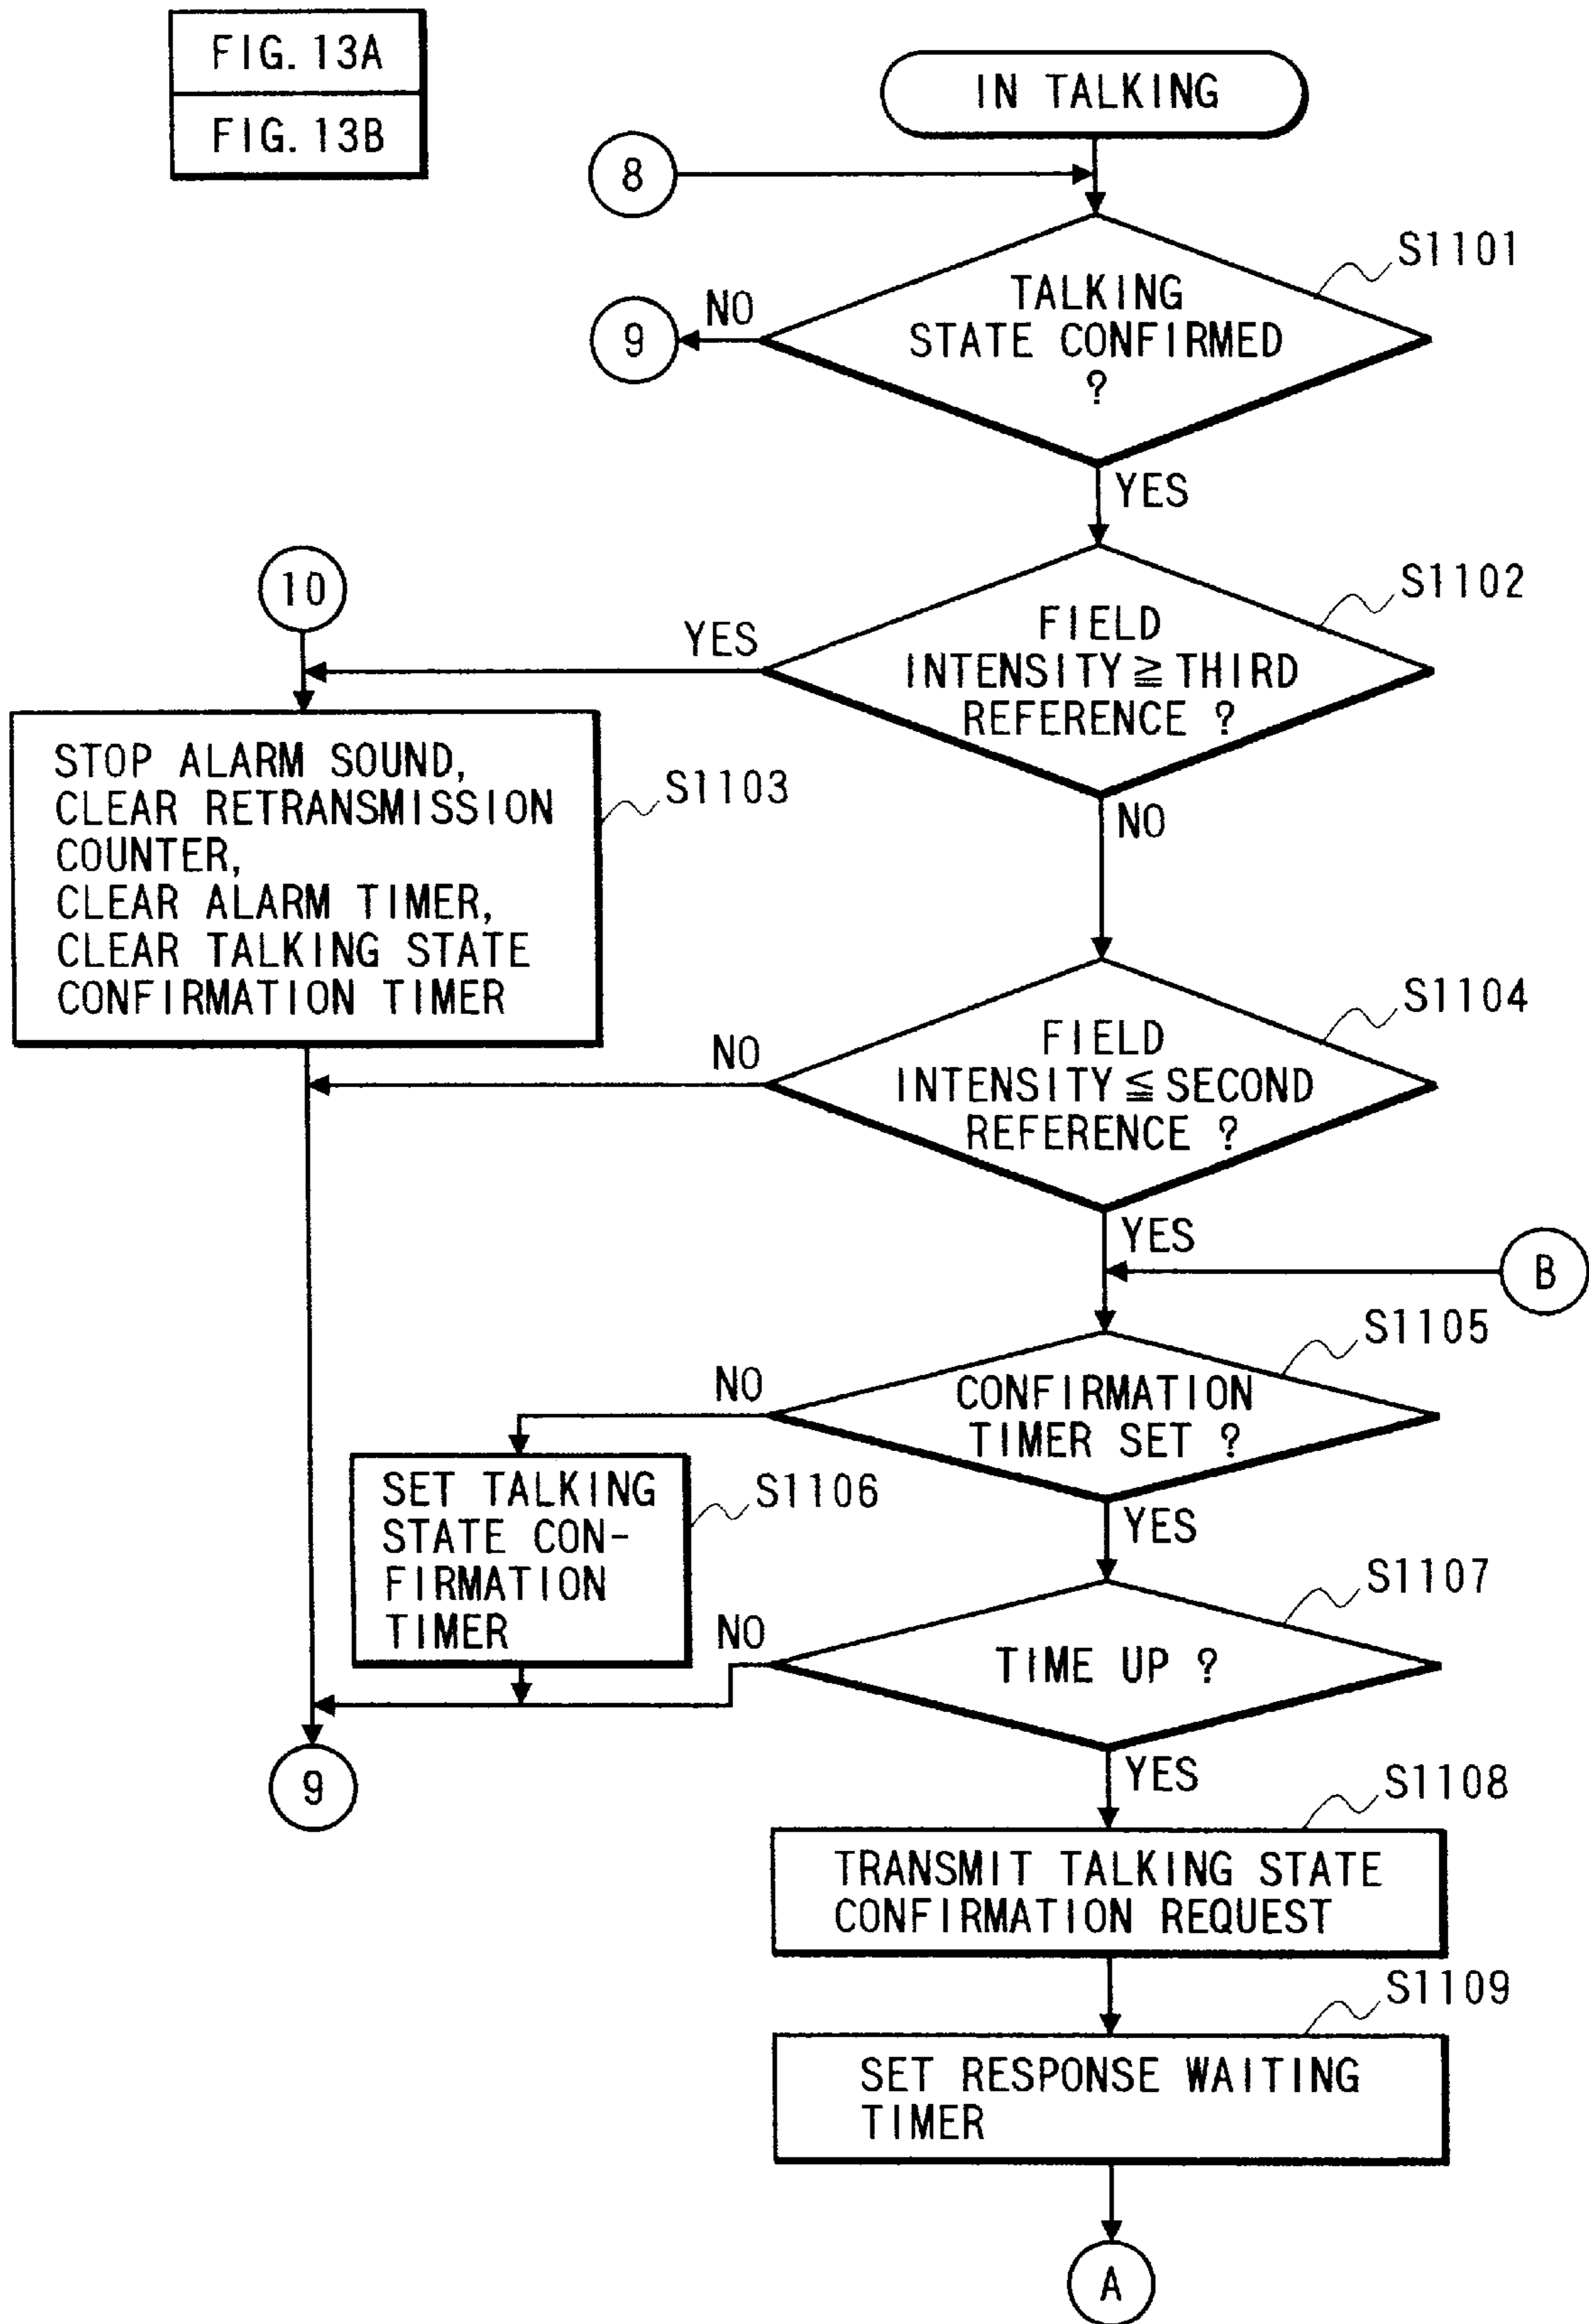 FIG. 13A
FIG. 13B
IN TALKING
8
S1101
TALKING
STATE CONFIRMED
?
NO
9
YES
10
S1102
FIELD
INTENSITY ≧ THIRD
REFERENCE ?
YES
NO
STOP ALARM SOUND,
CLEAR RETRANSMISSION
COUNTER,
CLEAR ALARM TIMER,
CLEAR TALKING STATE
CONFIRMATION TIMER
S1103
S1104
FIELD
INTENSITY ≦ SECOND
REFERENCE ?
NO
YES
B
S1105
CONFIRMATION
TIMER SET ?
NO
YES
SET TALKING
STATE CON-
FIRMATION
TIMER
S1106
S1107
TIME UP ?
NO
YES
9
S1108
TRANSMIT TALKING STATE
CONFIRMATION REQUEST
S1109
SET RESPONSE WAITING
TIMER
A